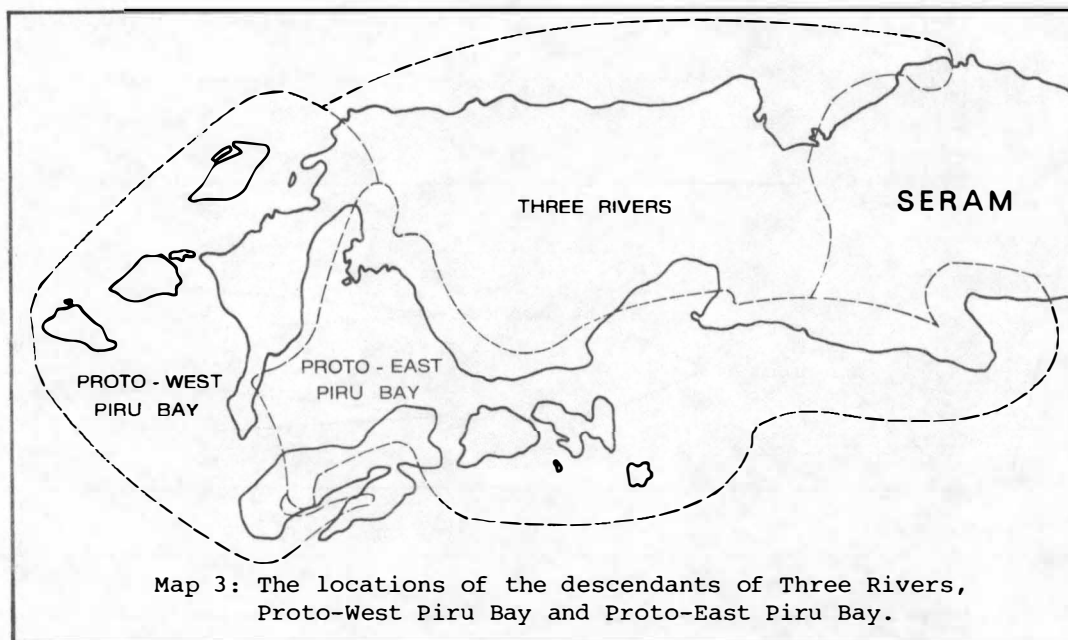 THREE RIVERS
SERAM
PROTO - EAST
PIRU BAY
PROTO - WEST
PIRU BAY
Map 3: The locations of the descendants of Three Rivers,
Proto-West Piru Bay and Proto-East Piru Bay.